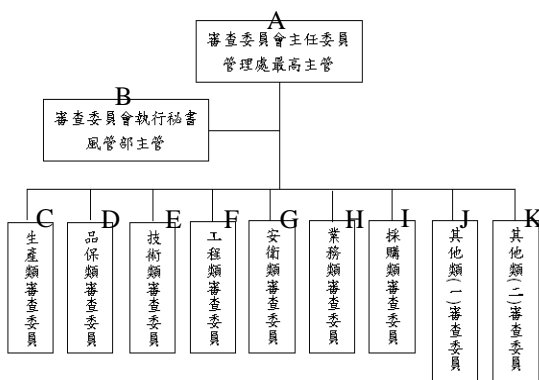 A
審查委員會主任委員
管理處最高主管
B
審查委員會執行祕書
風管部主管
C
生產類審查委員
D
品保類審查委員
E
技術類審查委員
F
工程類審查委員
G
安衛類審查委員
H
業務類審查委員
I
採購類審查委員
J
其他類(一)審查委員
K
其他類(二)審查委員